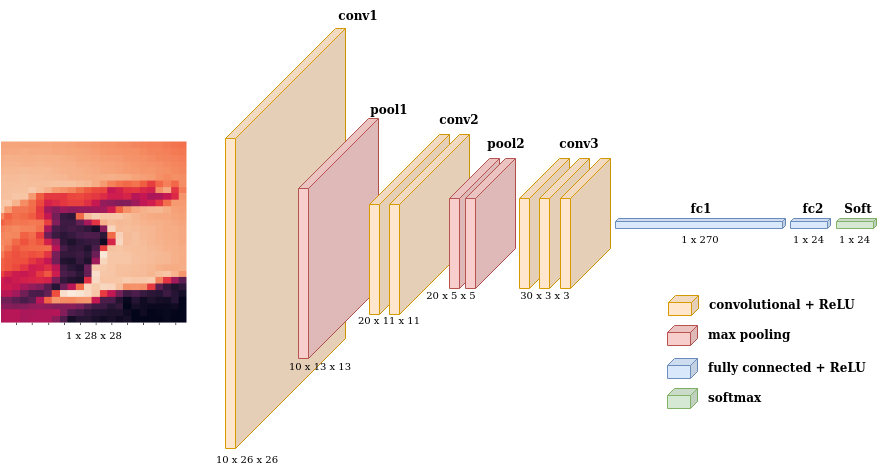 conv1
pool1
conv2
pool2
conv3
fc1
fc2
Soft
1 x 270
1 x 24
1 x 24
20 x 5 x 5
30 x 3 x 3
20 x 11 x 11
1 x 28 x 28
10 x 13 x 13
10 x 26 x 26
convolutional + ReLU
max pooling
fully connected + ReLU
softmax